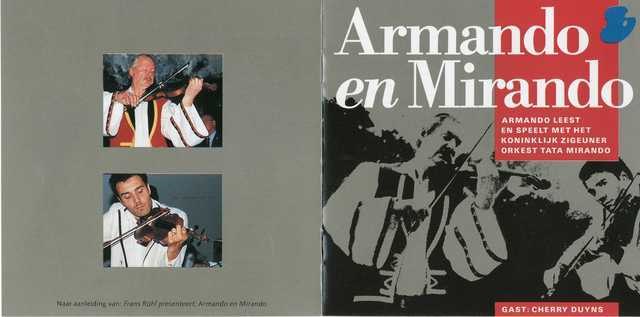 Armando
en Mirando
ARMANDO LEEST
EN SPEELT MET HET
KONINKLIJK ZIGEUNER
ORKEST TATA MIRANDO
GAST: CHERRY DUYNS
Naar aanleiding van: Frans Rühl presenteert; Armando en Mirando